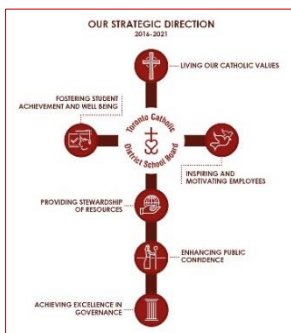 OUR STRATEGIC DIRECTION
2016-2021
LIVING OUR CATHOLIC VALUES
FOSTERING STUDENT
ACHIEVEMENT AND WELL BEING
Toronto Catholic
District School Board
INSPIRING AND
MOTIVATING EMPLOYEES
PROVIDING STEWARDSHIP
OF RESOURCES
ENHANCING PUBLIC
CONFIDENCE
ACHIEVING EXCELLENCE IN
GOVERNANCE